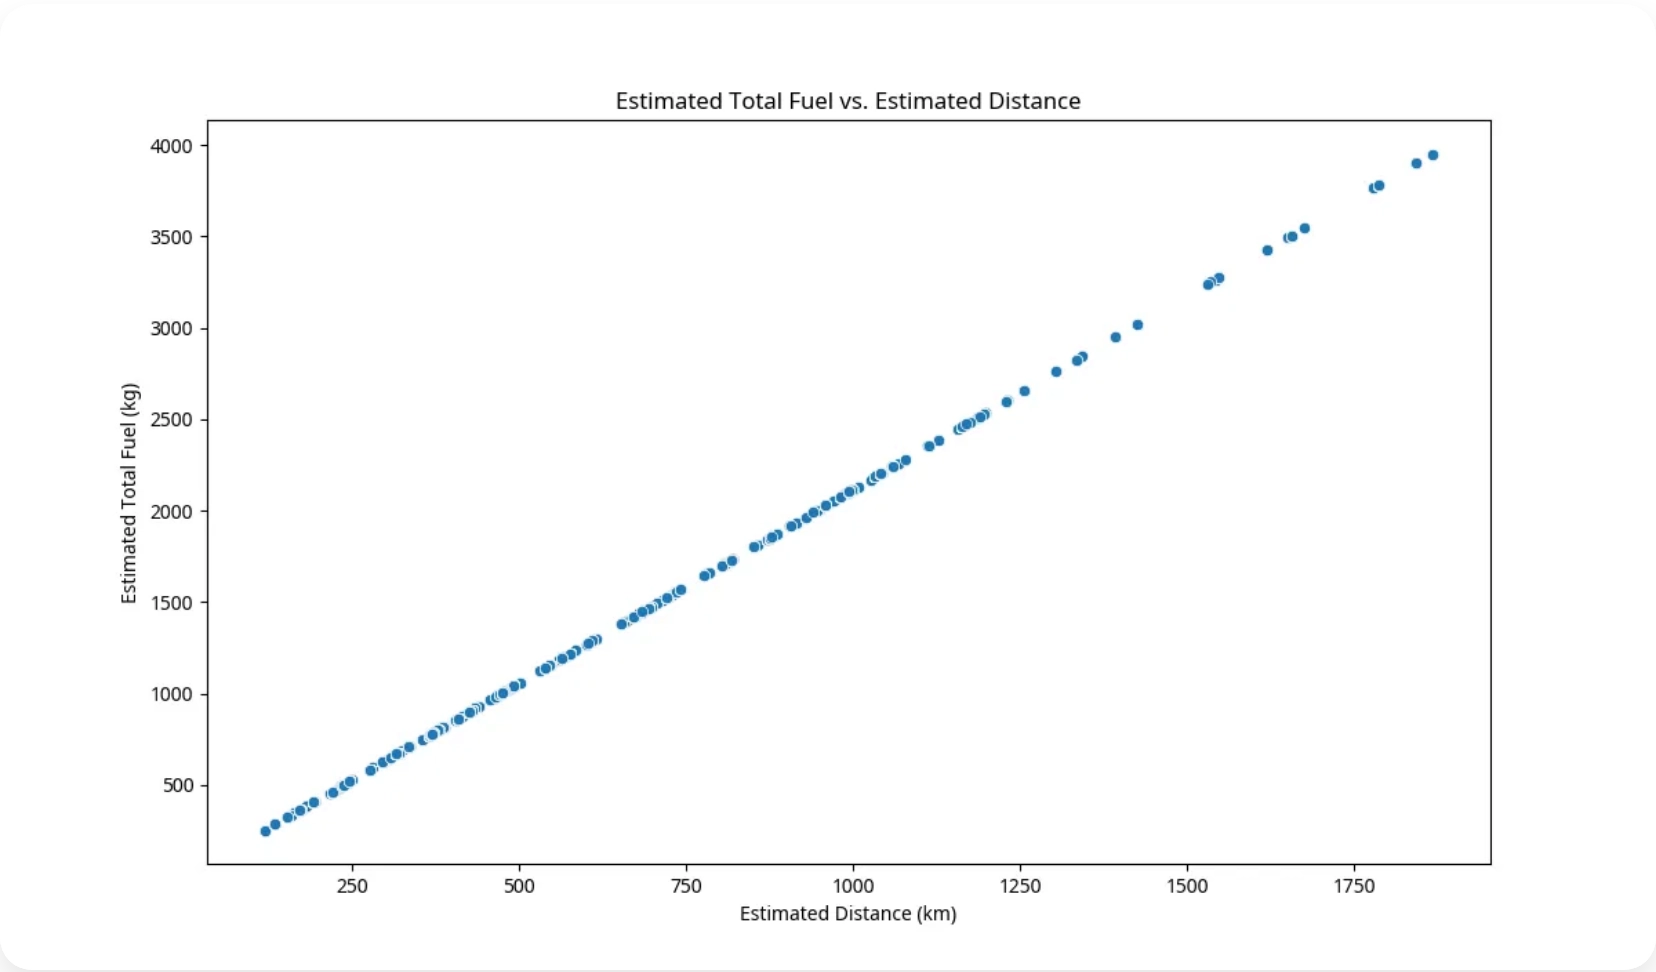 Estimated Total Fuel vs. Estimated Distance
4000
3500
3000
2500
2000
1500
1000
500
Estimated Total Fuel (kg)
250 500 750 1000 1250 1500 1750
Estimated Distance (km)